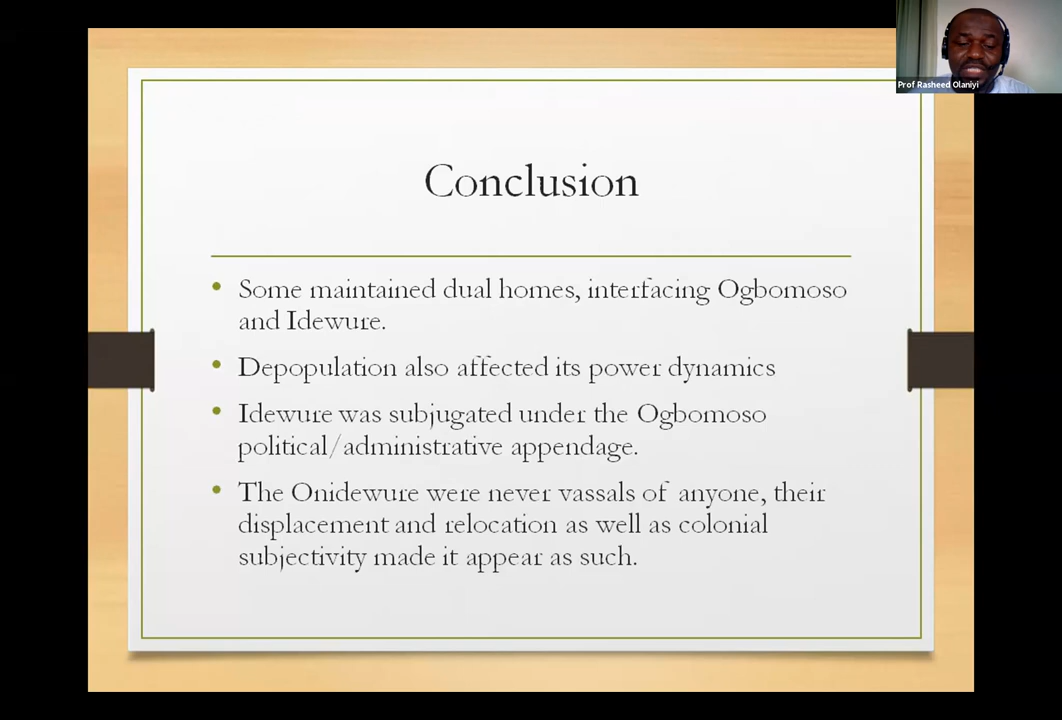 Prof Rasheed Olaniyi
Conclusion
Some maintained dual homes, interfacing Ogbomoso
and Idewure.
Depopulation also affected its power dynamics
Idewure was subjugated under the Ogbomoso
political/administrative appendage.
The Onidewure were never vassals of anyone, their
displacement and relocation as well as colonial
subjectivity made it appear as such.